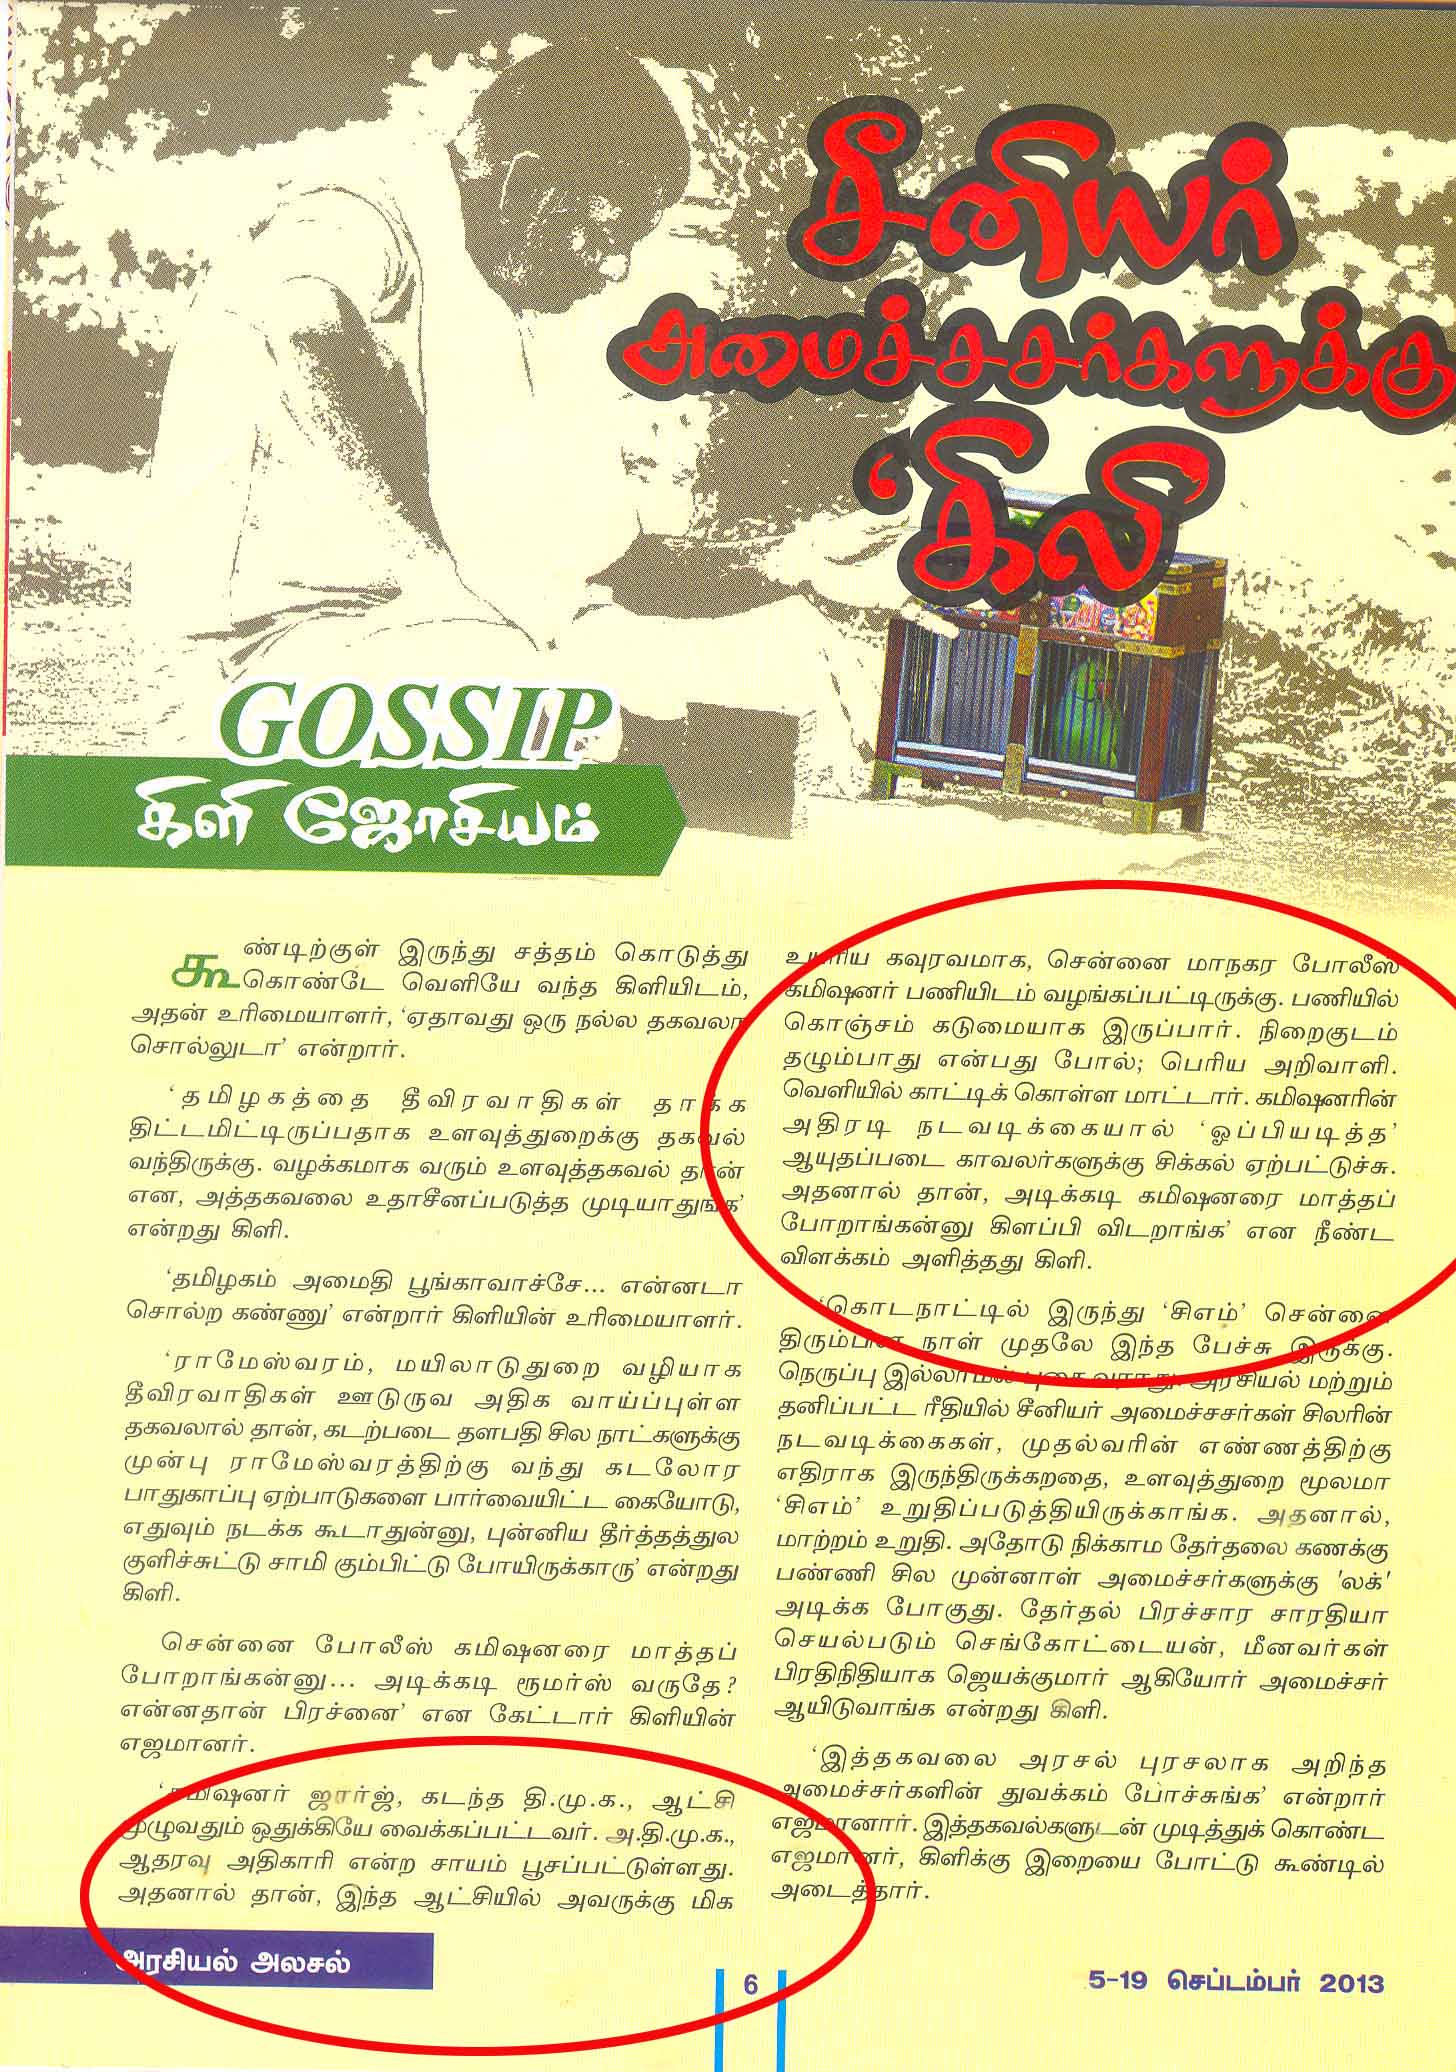 சீனியர்
அமைச்சசர்களுக்கு
'கிலி'
GOSSIP
கிளி ஜோசியம்
கூண்டிற்குள் இருந்து சத்தம் கொடுத்து
கொண்டே வெளியே வந்த கிளியிடம்,
அதன் உரிமையாளர், 'ஏதாவது ஒரு நல்ல தகவலா
சொல்லுடா' என்றார்.
'தமிழகத்தை தீவிரவாதிகள் தாக்க
திட்டமிட்டிருப்பதாக உளவுத்துறைக்கு தகவல்
வந்திருக்கு. வழக்கமாக வரும் உளவுத்தகவல் தான்
என, அத்தகவலை உதாசீனப்படுத்த முடியாதுங்க'
என்றது கிளி.
'தமிழகம் அமைதி பூங்காவாச்சே... என்னடா
சொல்ற கண்ணு' என்றார் கிளியின் உரிமையாளர்.
'ராமேஸ்வரம், மயிலாடுதுறை வழியாக
தீவிரவாதிகள் ஊடுருவ அதிக வாய்ப்புள்ள
தகவலால் தான், கடற்படை தளபதி சில நாட்களுக்கு
முன்பு ராமேஸ்வரத்திற்கு வந்து கடலோர
பாதுகாப்பு ஏற்பாடுகளை பார்வையிட்ட கையோடு,
எதுவும் நடக்க கூடாதுன்னு, புன்னிய தீர்த்தத்துல
குளிச்சுட்டு சாமி கும்பிட்டு போயிருக்காரு' என்றது
கிளி.
சென்னை போலீஸ் கமிஷனரை மாத்தப்
போறாங்கன்னு... அடிக்கடி ரூமர்ஸ் வருதே?
என்னதான் பிரச்னை' என கேட்டார் கிளியின்
எஜமானர்.
'கமிஷனர் ஜார்ஜ், கடந்த தி.மு.க., ஆட்சி
முழுவதும் ஒதுக்கியே வைக்கப்பட்டவர். அ.தி.மு.க.,
ஆதரவு அதிகாரி என்ற சாயம் பூசப்பட்டுள்ளது.
அதனால் தான், இந்த ஆட்சியில் அவருக்கு மிக
உயரிய கவுரவமாக, சென்னை மாநகர போலீஸ்
கமிஷனர் பணியிடம் வழங்கப்பட்டிருக்கு. பணியில்
கொஞ்சம் கடுமையாக இருப்பார். நிறைகுடம்
தழும்பாது என்பது போல்; பெரிய அறிவாளி.
வெளியில் காட்டிக் கொள்ள மாட்டார். கமிஷனரின்
அதிரடி நடவடிக்கையால் 'ஓப்பியடித்த'
ஆயுதப்படை காவலர்களுக்கு சிக்கல் ஏற்பட்டுச்சு.
அதனால் தான், அடிக்கடி கமிஷனரை மாத்தப்
போறாங்கன்னு கிளப்பி விடறாங்க' என நீண்ட
விளக்கம் அளித்தது கிளி.
'கொடநாட்டில் இருந்து 'சிஎம்' சென்னை
திரும்பின நாள் முதலே இந்த பேச்சு இருக்கு.
நெருப்பு இல்லாமல் புகை வராது. அரசியல் மற்றும்
தனிப்பட்ட ரீதியில் சீனியர் அமைச்சசர்கள் சிலரின்
நடவடிக்கைகள், முதல்வரின் எண்ணத்திற்கு
எதிராக இருந்திருக்கறதை, உளவுத்துறை மூலமா
'சிஎம்' உறுதிப்படுத்தியிருக்காங்க. அதனால்,
மாற்றம் உறுதி. அதோடு நிக்காம தேர்தலை கணக்கு
பண்ணி சில முன்னாள் அமைச்சர்களுக்கு 'லக்'
அடிக்க போகுது. தேர்தல் பிரச்சார சாரதியா
செயல்படும் செங்கோட்டையன், மீனவர்கள்
பிரதிநிதியாக ஜெயக்குமார் ஆகியோர் அமைச்சர்
ஆயிடுவாங்க என்றது கிளி.
'இத்தகவலை அரசல் புரசலாக அறிந்த
அமைச்சர்களின் துவக்கம் போச்சுங்க' என்றார்
எஜமானார். இத்தகவல்களுடன் முடித்துக் கொண்ட
எஜமானர், கிளிக்கு இறையை போட்டு கூண்டில்
அடைத்தார்.
அரசியல் அலசல்
6
5-19 செப்டம்பர் 2013